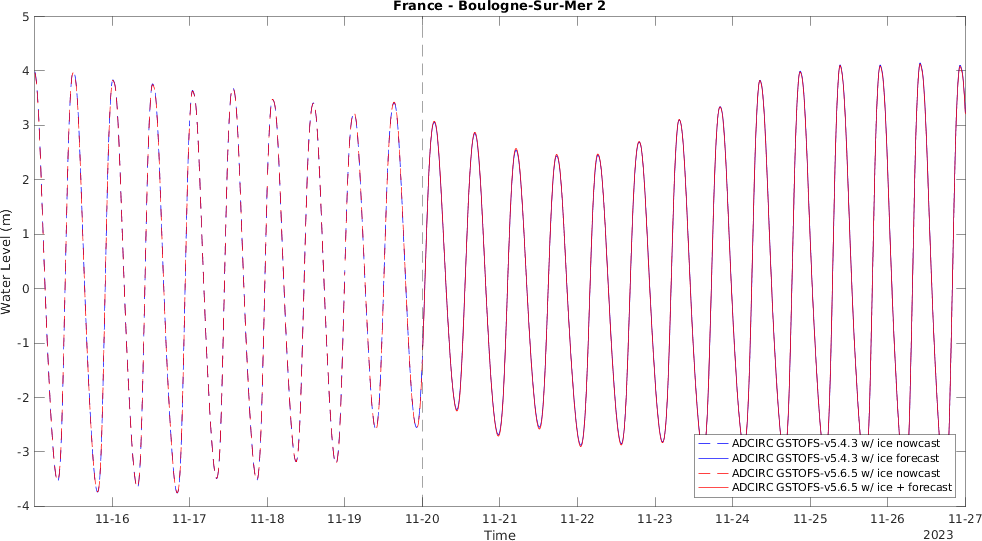 France - Boulogne-Sur-Mer 2
5
4
3
2
1
0
-1
-2
-3
-4
Water Level (m)
ADCIRC GSTOFS-v5.4.3 w/ ice nowcast
ADCIRC GSTOFS-v5.4.3 w/ ice forecast
ADCIRC GSTOFS-v5.6.5 w/ ice nowcast
ADCIRC GSTOFS-v5.6.5 w/ ice + forecast
11-16 11-17 11-18 11-19 11-20 11-21 11-22 11-23 11-24 11-25 11-26 11-27
Time
2023